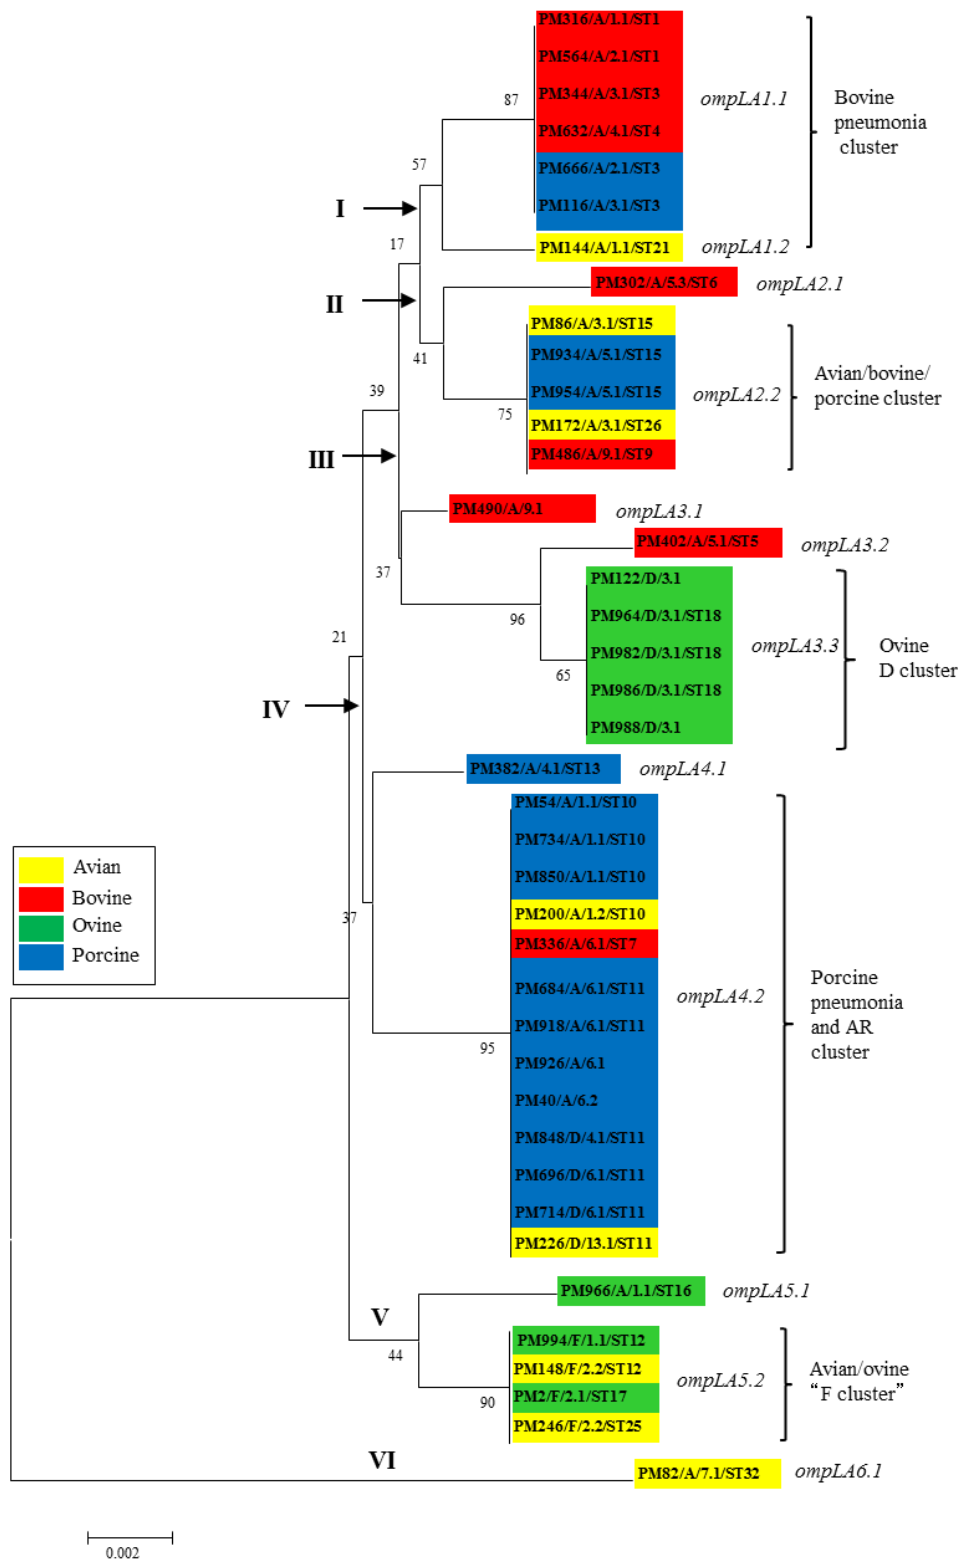 PM316/A/1.1/ST1
PM564/A/2.1/ST1
87
PM344/A/3.1/ST3
ompLA1.1
Bovine
pneumonia
cluster
PM632/A/4.1/ST4
57
PM666/A/2.1/ST3
I
PM116/A/3.1/ST3
17
PM144/A/1.1/ST21
ompLA1.2
II
PM302/A/5.3/ST6
ompLA2.1
41
PM86/A/3.1/ST15
PM934/A/5.1/ST15
39
PM954/A/5.1/ST15
ompLA2.2
Avian/bovine/
porcine cluster
75
PM172/A/3.1/ST26
III
PM486/A/9.1/ST9
PM490/A/9.1
ompLA3.1
PM402/A/5.1/ST5
ompLA3.2
37
PM122/D/3.1
96
PM964/D/3.1/ST18
21
PM982/D/3.1/ST18
ompLA3.3
Ovine
D cluster
65
PM986/D/3.1/ST18
IV
PM988/D/3.1
PM382/A/4.1/ST13
ompLA4.1
PM54/A/1.1/ST10
PM734/A/1.1/ST10
Avian
Bovine
Ovine
Porcine
PM850/A/1.1/ST10
37
PM200/A/1.2/ST10
PM336/A/6.1/ST7
PM684/A/6.1/ST11
ompLA4.2
Porcine
pneumonia
and AR
cluster
PM918/A/6.1/ST11
95
PM926/A/6.1
PM40/A/6.2
PM848/D/4.1/ST11
PM696/D/6.1/ST11
PM714/D/6.1/ST11
PM226/D/13.1/ST11
PM966/A/1.1/ST16
ompLA5.1
V
44
PM994/F/1.1/ST12
PM148/F/2.2/ST12
ompLA5.2
Avian/ovine
“F cluster”
90
PM2/F/2.1/ST17
PM246/F/2.2/ST25
VI
PM82/A/7.1/ST32
ompLA6.1
0.002